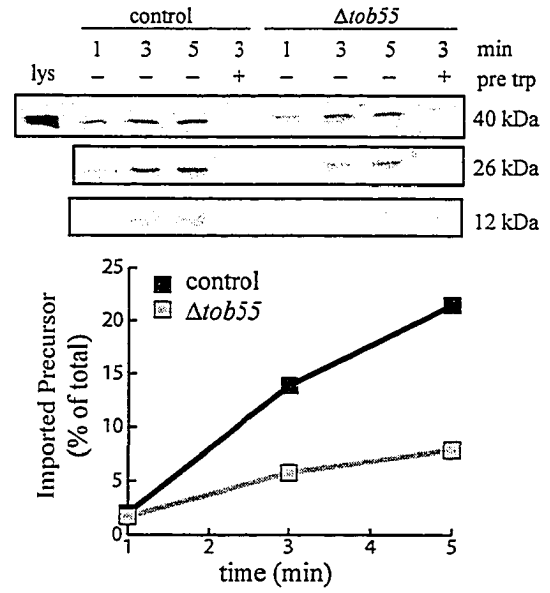 control Δtob55
1 3 5 3 1 3 5 3 min
lys – – – + – – – + pre trp
40 kDa
26 kDa
12 kDa
25
20
15
10
5
0
Imported Precursor
(% of total)
control
Δtob55
1 2 3 4 5
time (min)